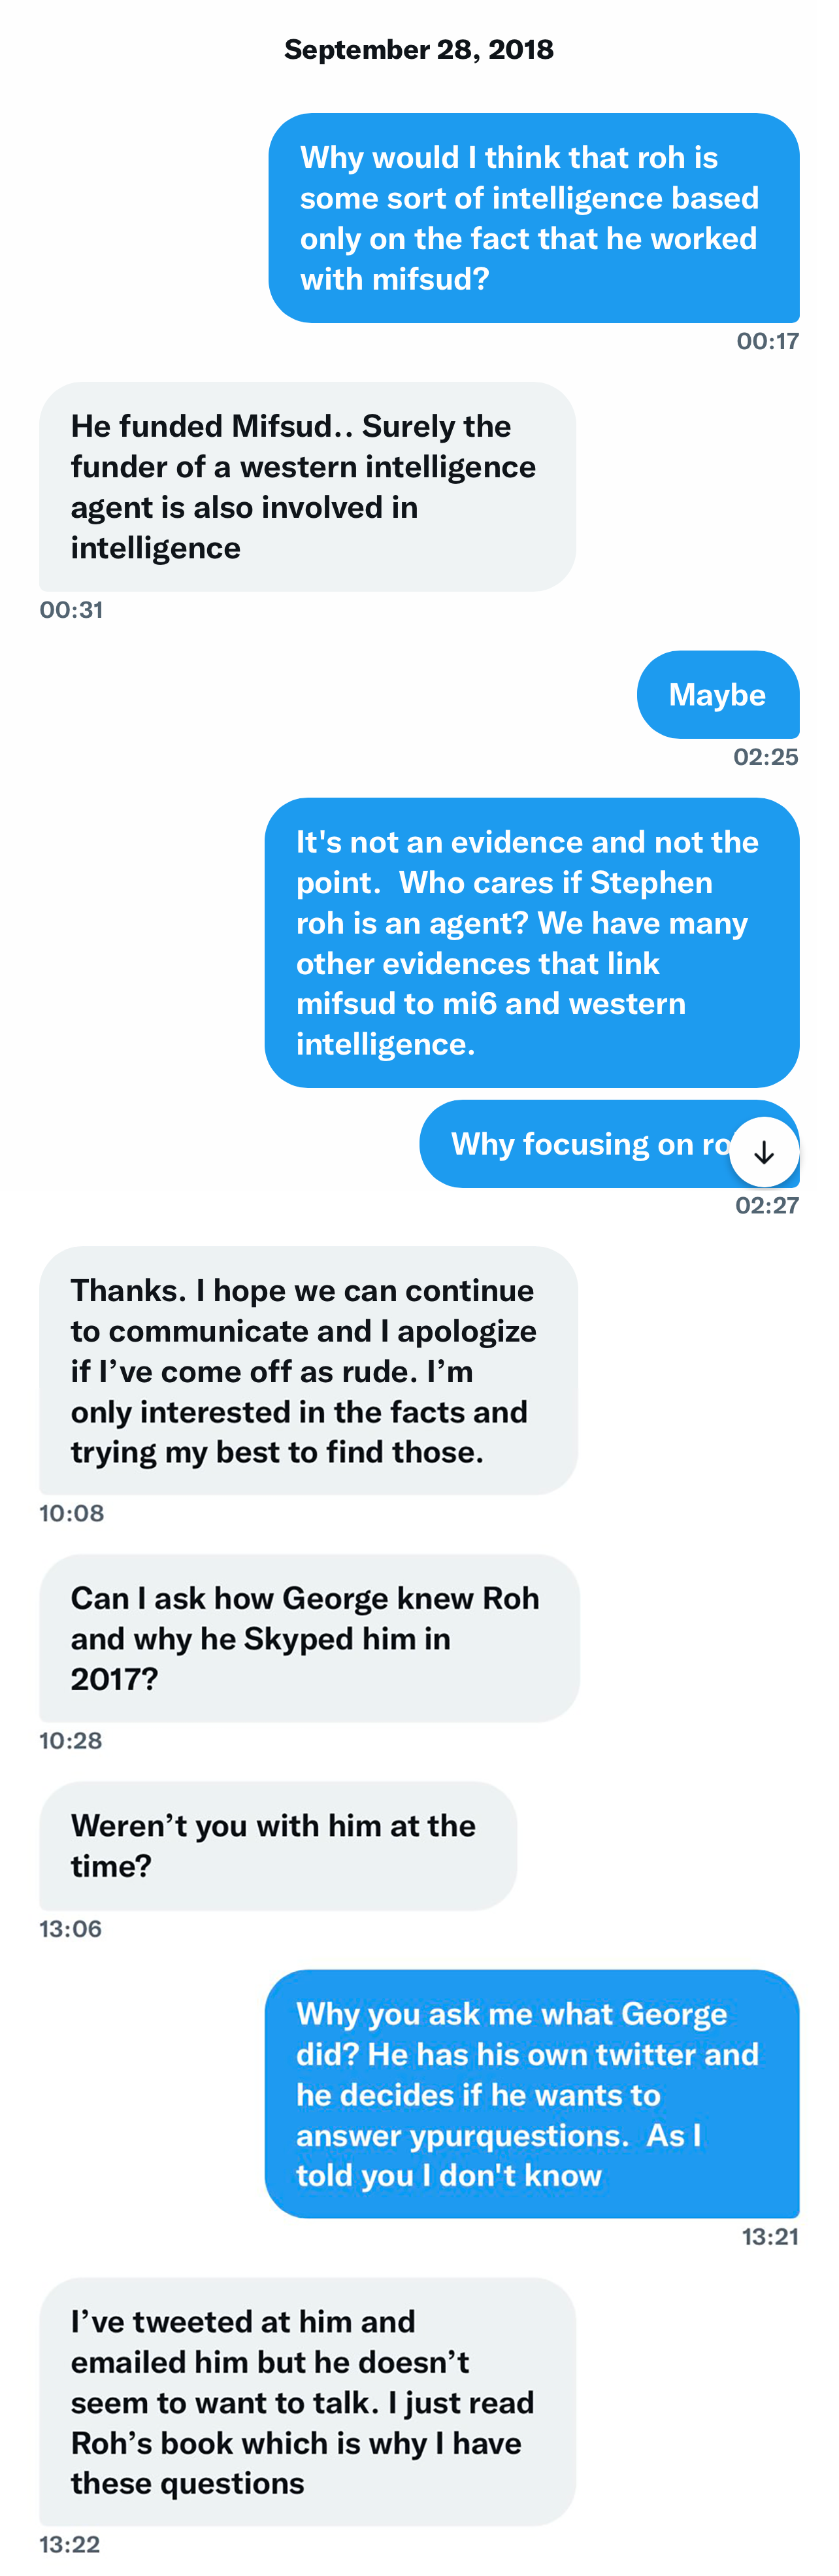 September 28, 2018
Why would I think that roh is
some sort of intelligence based
only on the fact that he worked
with mifsud?
00:17
He funded Mifsud.. Surely the
funder of a western intelligence
agent is also involved in
intelligence
00:31
Maybe
02:25
It's not an evidence and not the
point.  Who cares if Stephen
roh is an agent? We have many
other evidences that link
mifsud to mi6 and western
intelligence.
Why focusing on
02:27
Thanks. I hope we can continue
to communicate and I apologize
if I’ve come off as rude. I’m
only interested in the facts and
trying my best to find those.
10:08
Can I ask how George knew Roh
and why he Skyped him in
2017?
10:28
Weren’t you with him at the
time?
13:06
Why you ask me what George
did? He has his own twitter and
he decides if he wants to
answer ypurquestions.  As I
told you I don't know
13:21
I’ve tweeted at him and
emailed him but he doesn’t
seem to want to talk. I just read
Roh’s book which is why I have
these questions
13:22